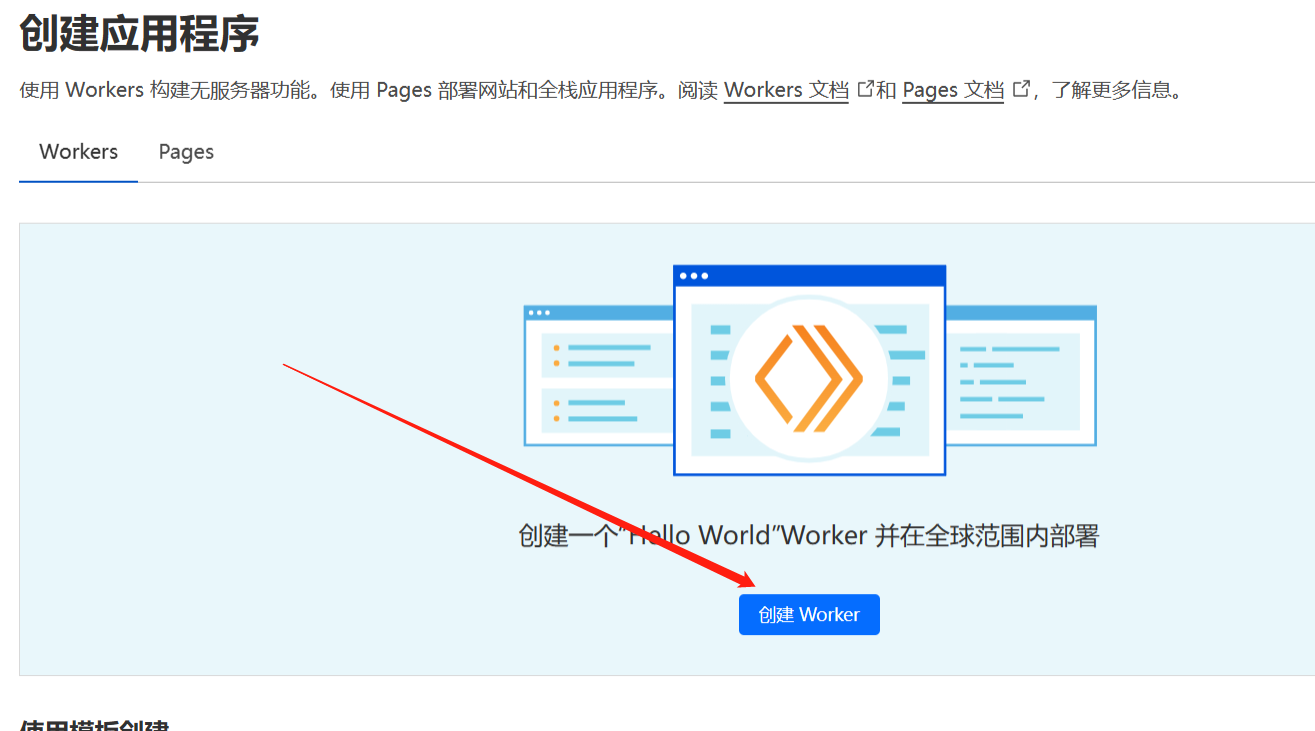 创建应用程序
使用 Workers 构建无服务器功能。使用 Pages 部署网站和全栈应用程序。阅读 Workers 文档 和 Pages 文档 ，了解更多信息。
Workers Pages
创建一个“Hello World”Worker 并在全球范围内部署
创建 Worker
使用模板创建